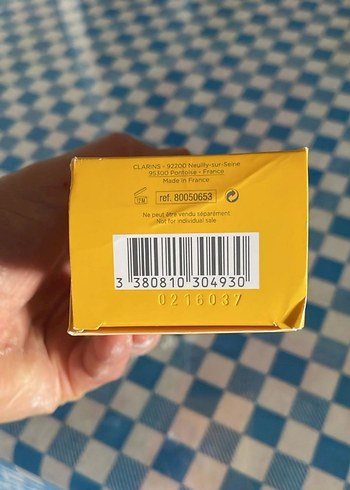 CLARINS - 92200 Neuilly-sur-Seine
95300 Pontoise - France
Made in France
ref. 80050653
Ne peut être vendu séparément
Not for individual sale
3 380810 304930
0216037